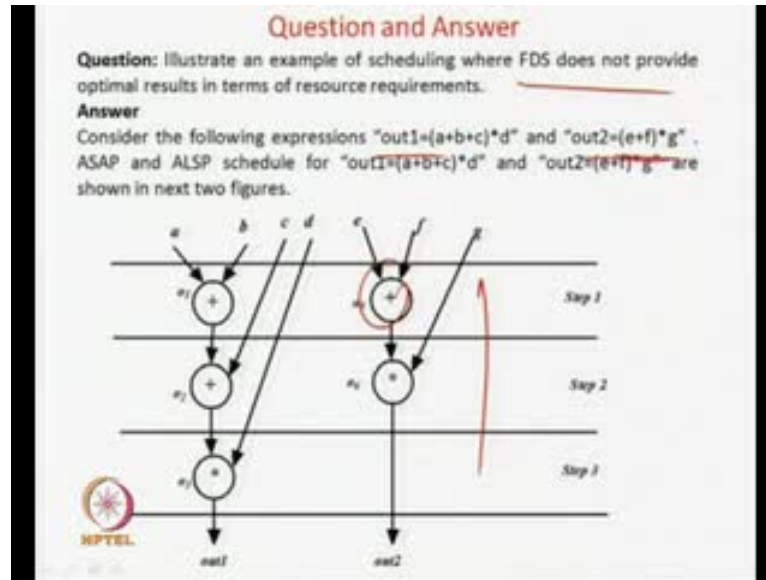 Question and Answer
Question: Illustrate an example of scheduling where FDS does not provide
optimal results in terms of resource requirements.
Answer
Consider the following expressions "out1=(a+b+c)*d" and "out2=(e+f)*g" .
ASAP and ALSP schedule for "out1=(a+b+c)*d" and "out2=(e+f)*g" are
shown in next two figures.
a b c d e f g
o1 + + Step 1
o2 + * Step 2
* Step 3
NPTEL
out1 out2